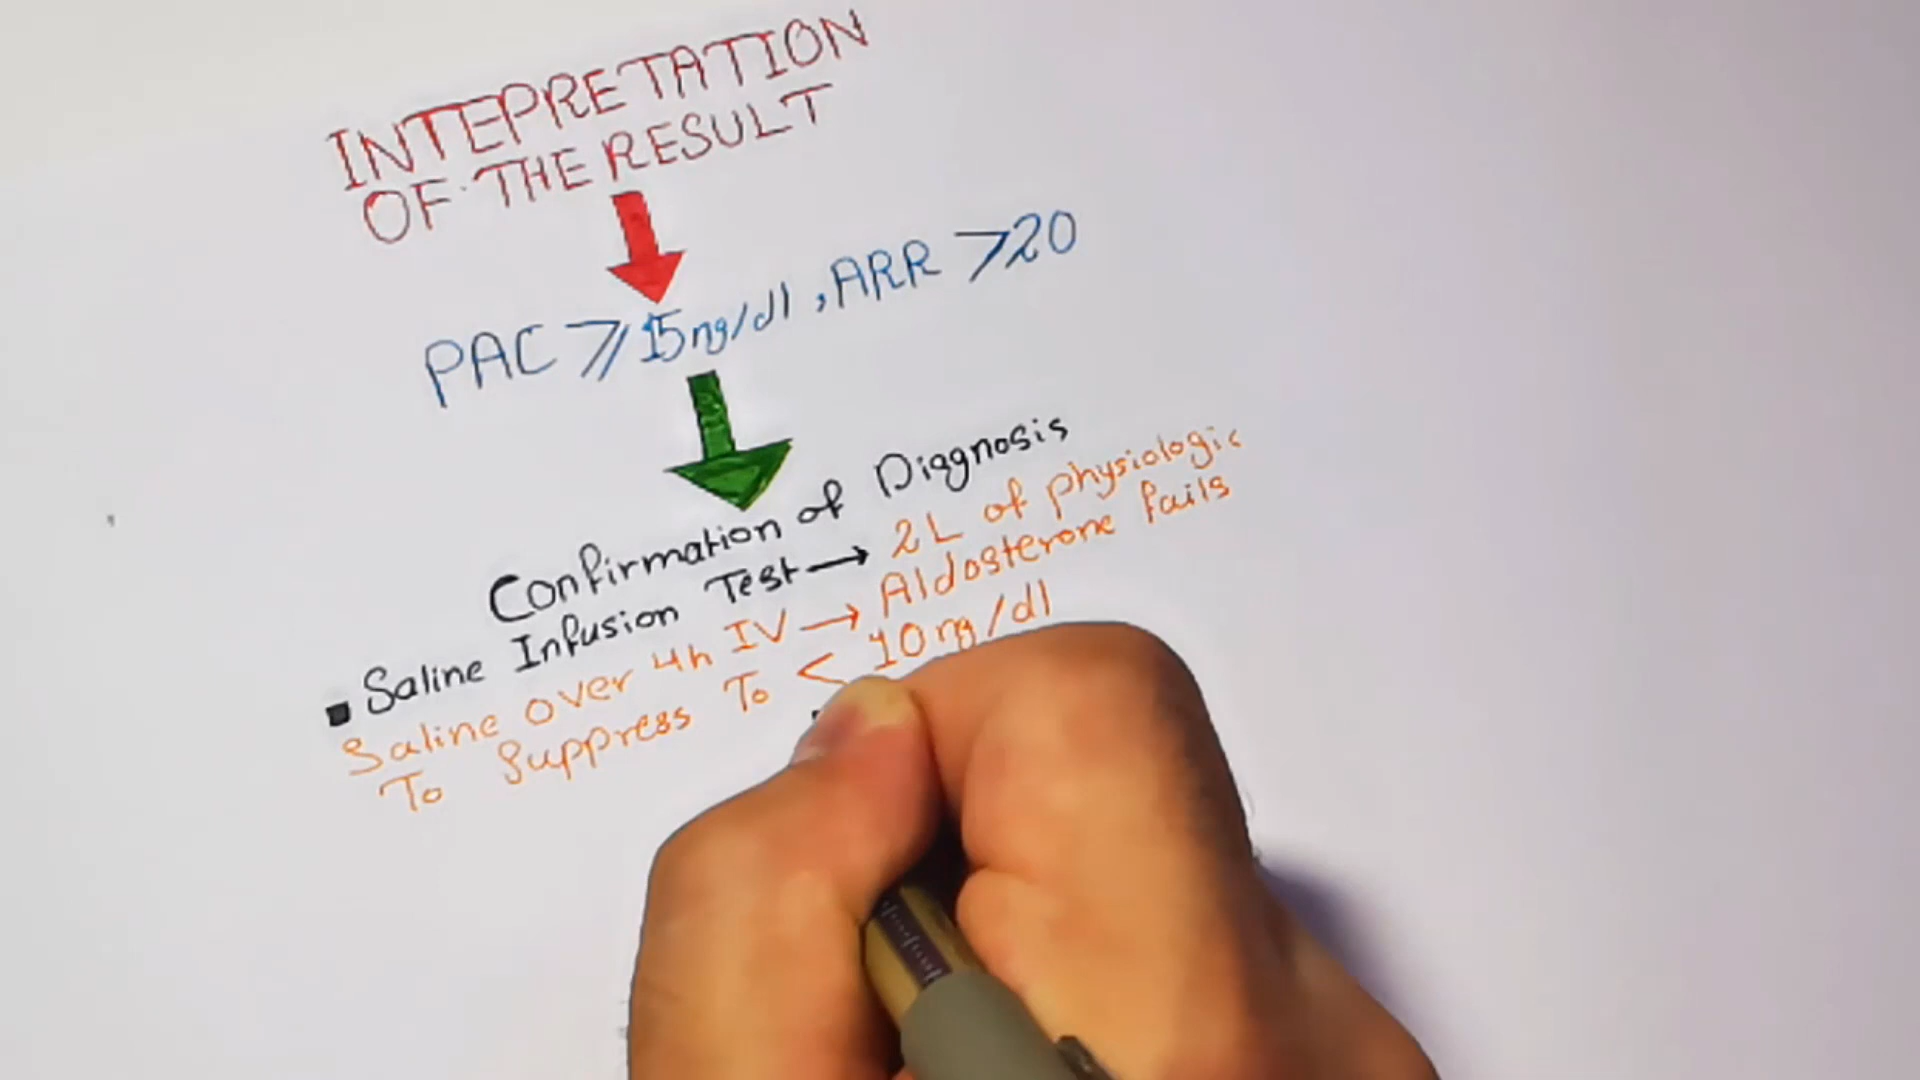 INTEPRETATION
OF THE RESULT
PAC ⩾ 15ng/dl, ARR >20
Confirmation of Diagnosis
▪ Saline Infusion Test → 2L of physiologic
Saline over 4h IV → Aldosterone fails
To Suppress To < 10ng/dl